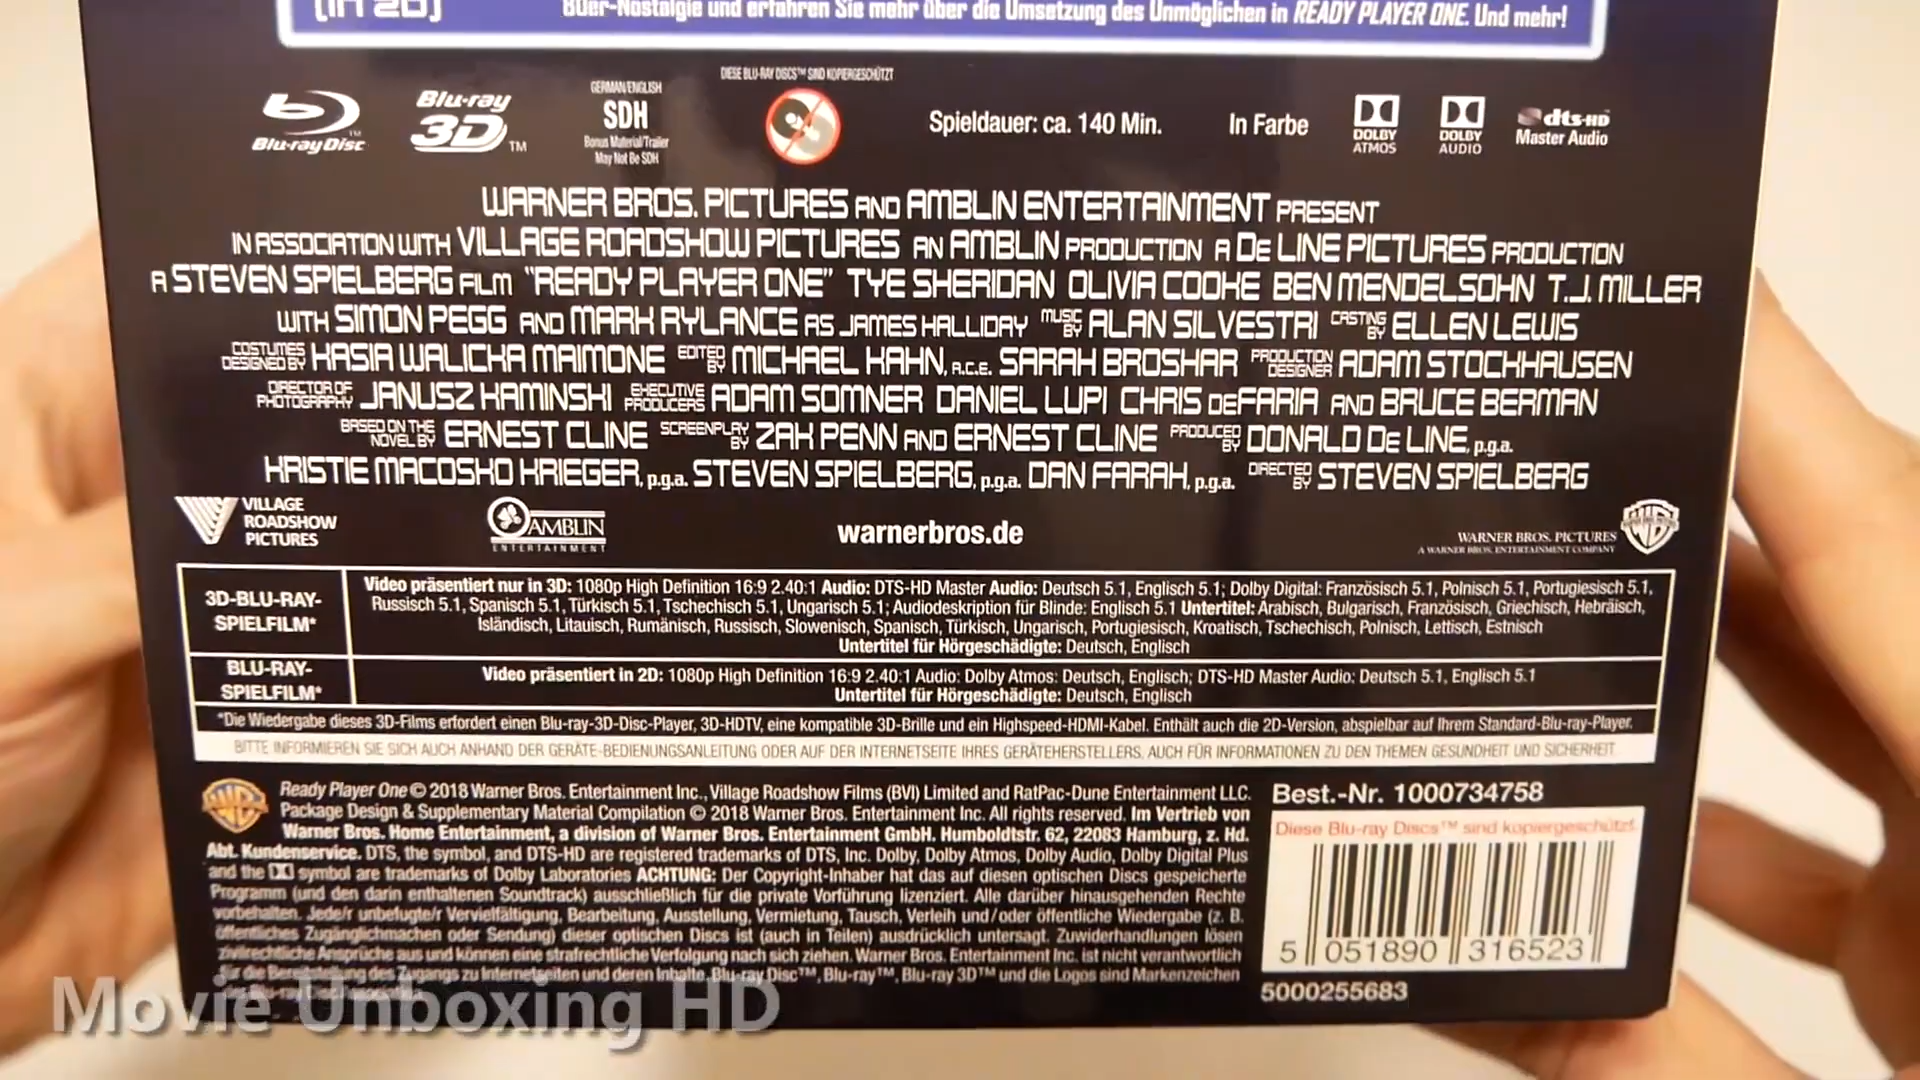 [IN 2D]
80er-Nostalgie und erfahren Sie mehr über die Umsetzung des Unmöglichen in READY PLAYER ONE. Und mehr!
DIESE BLU-RAY DISCS™ SIND KOPIERGESCHÜTZT
Blu-ray Disc™
Blu-ray 3D™
GERMAN/ENGLISH
SDH
Bonus Material/Trailer
May Not Be SDH
Spieldauer: ca. 140 Min.
In Farbe
DOLBY ATMOS
DOLBY AUDIO
dts-HD Master Audio
WARNER BROS. PICTURES AND AMBLIN ENTERTAINMENT PRESENT
IN ASSOCIATION WITH VILLAGE ROADSHOW PICTURES AN AMBLIN PRODUCTION A De LINE PICTURES PRODUCTION
A STEVEN SPIELBERG FILM "READY PLAYER ONE" TYE SHERIDAN OLIVIA COOKE BEN MENDELSOHN T.J. MILLER
WITH SIMON PEGG AND MARK RYLANCE AS JAMES HALLIDAY MUSIC BY ALAN SILVESTRI CASTING BY ELLEN LEWIS
COSTUMES DESIGNED BY KASIA WALICKA MAIMONE EDITED BY MICHAEL KAHN, A.C.E. SARAH BROSHAR PRODUCTION DESIGNER ADAM STOCKHAUSEN
DIRECTOR OF PHOTOGRAPHY JANUSZ KAMINSKI EXECUTIVE PRODUCERS ADAM SOMNER DANIEL LUPI CHRIS DEFARIA AND BRUCE BERMAN
BASED ON THE NOVEL BY ERNEST CLINE SCREENPLAY BY ZAK PENN AND ERNEST CLINE PRODUCED BY DONALD De LINE, p.g.a.
KRISTIE MACOSKO KRIEGER, p.g.a. STEVEN SPIELBERG, p.g.a. DAN FARAH, p.g.a. DIRECTED BY STEVEN SPIELBERG
VILLAGE ROADSHOW PICTURES
AMBLIN ENTERTAINMENT
warnerbros.de
WARNER BROS. PICTURES
A WARNER BROS. ENTERTAINMENT COMPANY
3D-BLU-RAY-SPIELFILM*
Video präsentiert nur in 3D: 1080p High Definition 16:9 2.40:1 Audio: DTS-HD Master Audio: Deutsch 5.1, Englisch 5.1; Dolby Digital: Französisch 5.1, Polnisch 5.1, Portugiesisch 5.1,
Russisch 5.1, Spanisch 5.1, Türkisch 5.1, Tschechisch 5.1, Ungarisch 5.1; Audiodeskription für Blinde: Englisch 5.1 Untertitel: Arabisch, Bulgarisch, Französisch, Griechisch, Hebräisch,
Isländisch, Litauisch, Rumänisch, Russisch, Slowenisch, Spanisch, Türkisch, Ungarisch, Portugiesisch, Kroatisch, Tschechisch, Polnisch, Lettisch, Estnisch
Untertitel für Hörgeschädigte: Deutsch, Englisch
BLU-RAY-SPIELFILM*
Video präsentiert in 2D: 1080p High Definition 16:9 2.40:1 Audio: Dolby Atmos: Deutsch, Englisch; DTS-HD Master Audio: Deutsch 5.1, Englisch 5.1
Untertitel für Hörgeschädigte: Deutsch, Englisch
*Die Wiedergabe dieses 3D-Films erfordert einen Blu-ray-3D-Disc-Player, 3D-HDTV, eine kompatible 3D-Brille und ein Highspeed-HDMI-Kabel. Enthält auch die 2D-Version, abspielbar auf Ihrem Standard-Blu-ray-Player.
BITTE INFORMIEREN SIE SICH AUCH ANHAND DER GERÄTE-BEDIENUNGSANLEITUNG ODER AUF DER INTERNETSEITE IHRES GERÄTEHERSTELLERS, AUCH FÜR INFORMATIONEN ZU DEN THEMEN GESUNDHEIT UND SICHERHEIT.
Ready Player One © 2018 Warner Bros. Entertainment Inc., Village Roadshow Films (BVI) Limited and RatPac-Dune Entertainment LLC.
Package Design & Supplementary Material Compilation © 2018 Warner Bros. Entertainment Inc. All rights reserved. Im Vertrieb von
Warner Bros. Home Entertainment, a division of Warner Bros. Entertainment GmbH. Humboldtstr. 62, 22083 Hamburg, z. Hd.
Abt. Kundenservice. DTS, the symbol, and DTS-HD are registered trademarks of DTS, Inc. Dolby, Dolby Atmos, Dolby Audio, Dolby Digital Plus
and the symbol are trademarks of Dolby Laboratories ACHTUNG: Der Copyright-Inhaber hat das auf diesen optischen Discs gespeicherte
Programm (und den darin enthaltenen Soundtrack) ausschließlich für die private Vorführung lizenziert. Alle darüber hinausgehenden Rechte
vorbehalten. Jede/r unbefugte/r Vervielfältigung, Bearbeitung, Ausstellung, Vermietung, Tausch, Verleih und/oder öffentliche Wiedergabe (z. B.
öffentliches Zugänglichmachen oder Sendung) dieser optischen Discs ist (auch in Teilen) ausdrücklich untersagt. Zuwiderhandlungen lösen
zivilrechtliche Ansprüche aus und können eine strafrechtliche Verfolgung nach sich ziehen. Warner Bros. Entertainment Inc. ist nicht verantwortlich
für die Bereitstellung des Zugangs zu Internetseiten und deren Inhalte. Blu-ray Disc™, Blu-ray™, Blu-ray 3D™ und die Logos sind Markenzeichen
der Blu-ray Disc Association.
Best.-Nr. 1000734758
Diese Blu-ray Discs™ sind kopiergeschützt
5 051890 316523
5000255683
Movie Unboxing HD